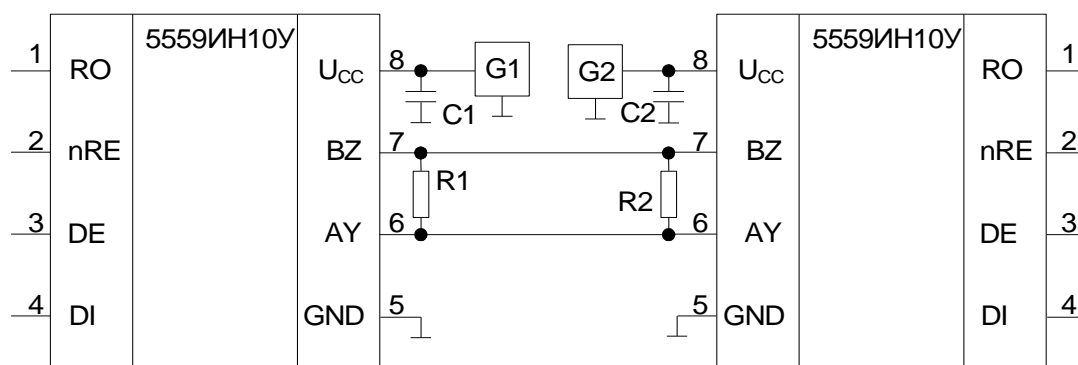 5559ИН10У 5559ИН10У
1 RO UCC 8 G1 G2 8 UCC RO 1
C1 C2
2 nRE BZ 7 7 BZ nRE 2
R1 R2
3 DE AY 6 6 AY DE 3
4 DI GND 5 5 GND DI 4